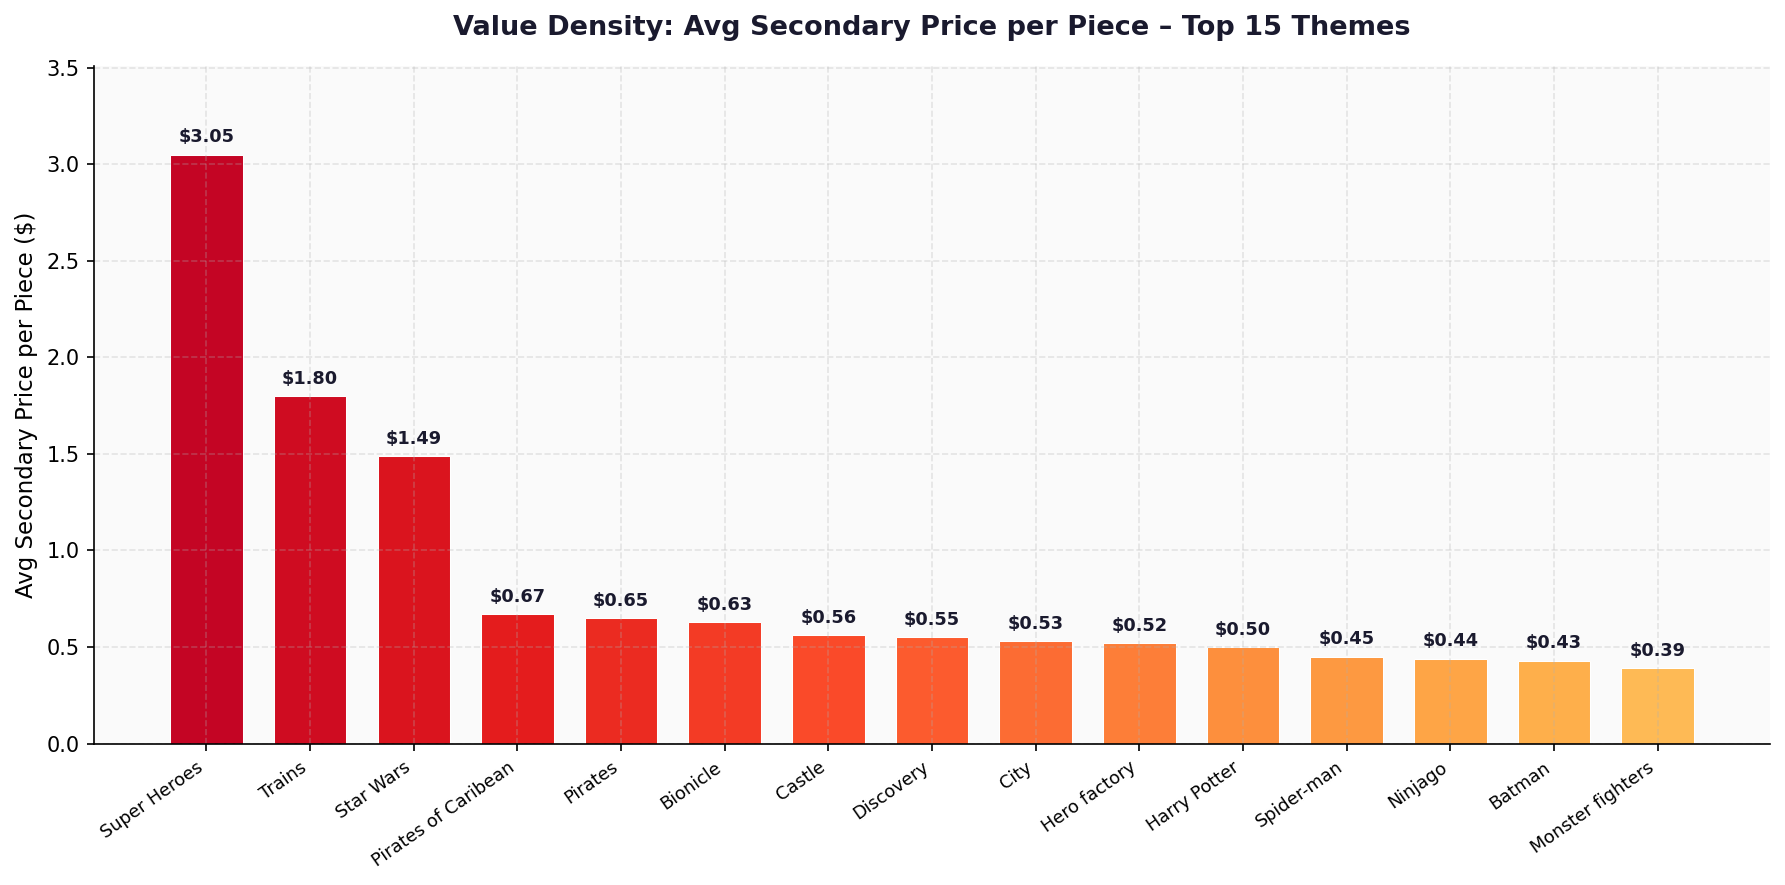 Value Density: Avg Secondary Price per Piece – Top 15 Themes
Avg Secondary Price per Piece ($)
3.5
3.0
2.5
2.0
1.5
1.0
0.5
0.0
$3.05
$1.80
$1.49
$0.67
$0.65
$0.63
$0.56
$0.55
$0.53
$0.52
$0.50
$0.45
$0.44
$0.43
$0.39
Super Heroes
Trains
Star Wars
Pirates of Caribean
Pirates
Bionicle
Castle
Discovery
City
Hero factory
Harry Potter
Spider-man
Ninjago
Batman
Monster fighters